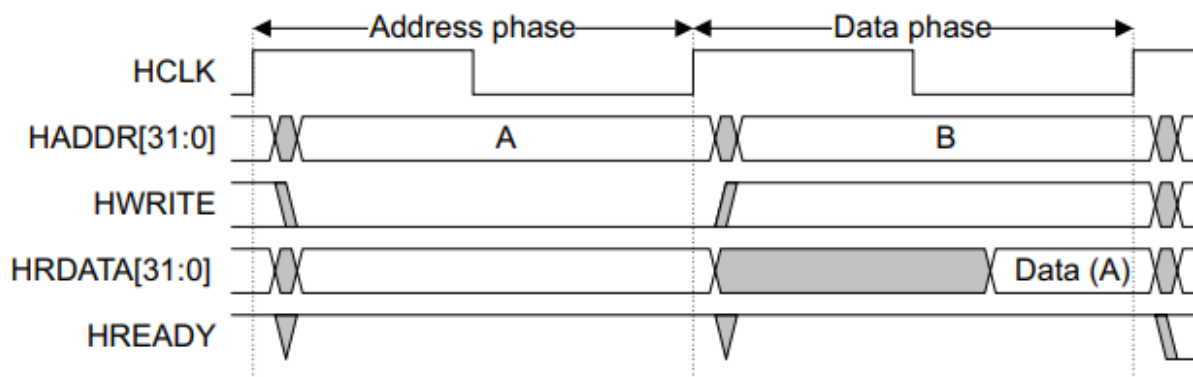 Address phase Data phase
HCLK
HADDR[31:0] A B
HWRITE
HRDATA[31:0] Data (A)
HREADY